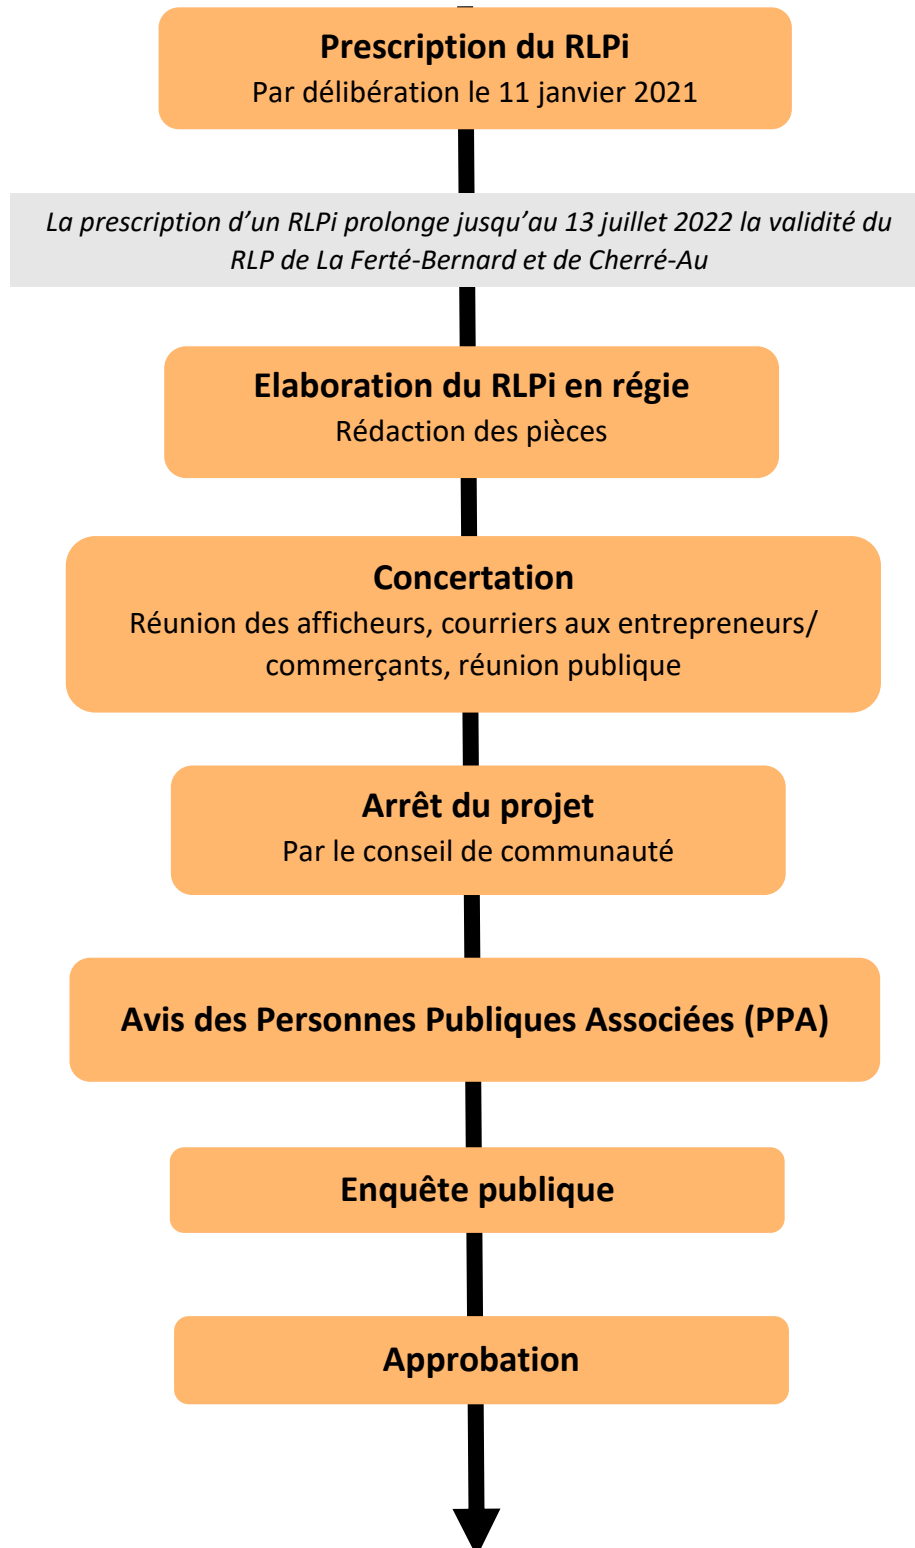 Prescription du RLPi
Par délibération le 11 janvier 2021
La prescription d’un RLPi prolonge jusqu’au 13 juillet 2022 la validité du
RLP de La Ferté-Bernard et de Cherré-Au
Elaboration du RLPi en régie
Rédaction des pièces
Concertation
Réunion des afficheurs, courriers aux entrepreneurs/
commerçants, réunion publique
Arrêt du projet
Par le conseil de communauté
Avis des Personnes Publiques Associées (PPA)
Enquête publique
Approbation